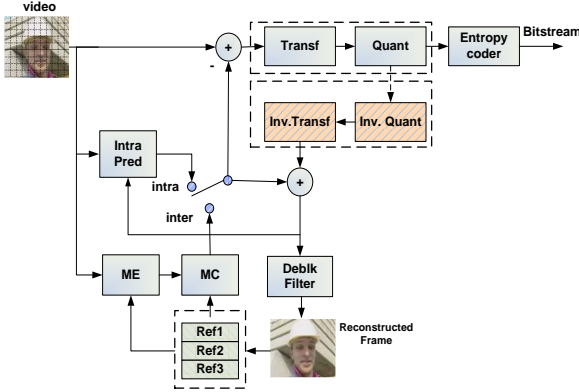 video
Transf
Quant
Entropy
coder
Bitstream
+
-
Inv.Transf
Inv. Quant
Intra
Pred
intra
inter
+
ME
MC
Deblk
Filter
Ref1
Ref2
Ref3
Reconstructed
Frame